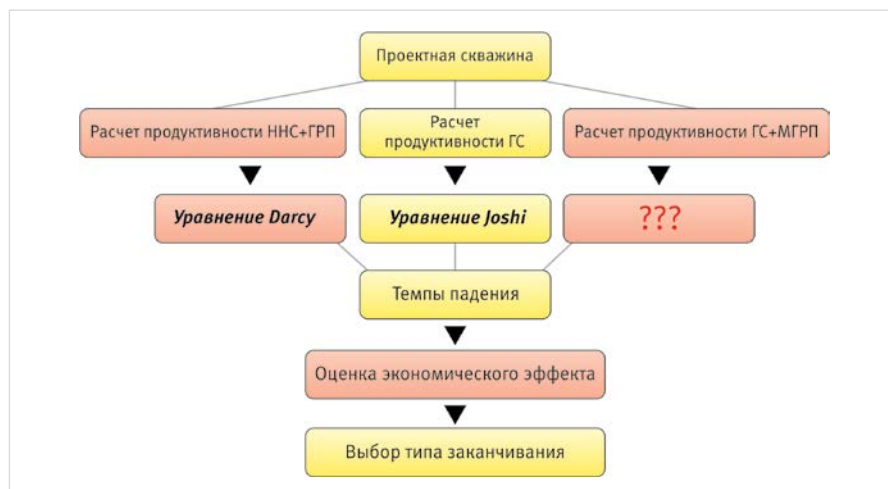 Проектная скважина
Расчет продуктивности ННС+ГРП
Расчет
продуктивности ГС
Расчет продуктивности ГС+МГРП
Уравнение Darcy
Уравнение Joshi
???
Темпы падения
Оценка экономического эффекта
Выбор типа заканчивания